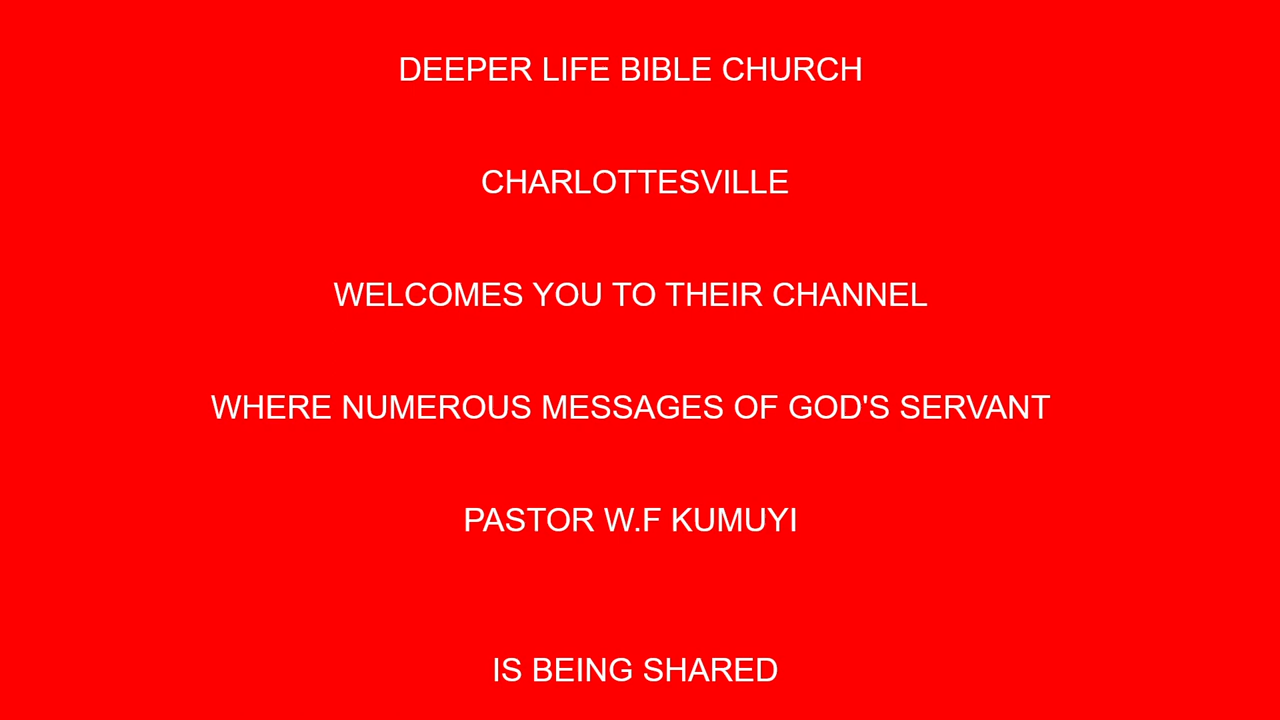 DEEPER LIFE BIBLE CHURCH
CHARLOTTESVILLE
WELCOMES YOU TO THEIR CHANNEL
WHERE NUMEROUS MESSAGES OF GOD'S SERVANT
PASTOR W.F KUMUYI
IS BEING SHARED